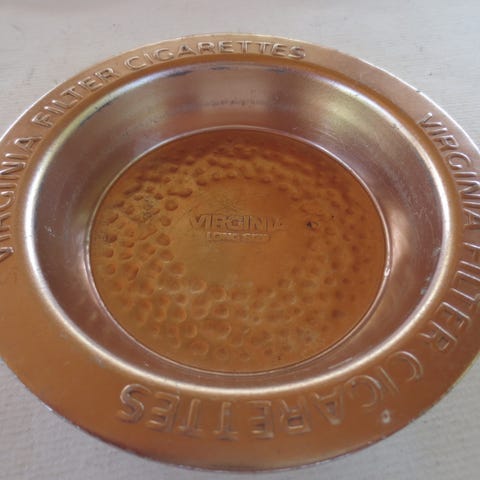 VIRGINIA FILTER CIGARETTES
VIRGINIA FILTER CIGARETTES
VIRGINIA
LONG SIZE